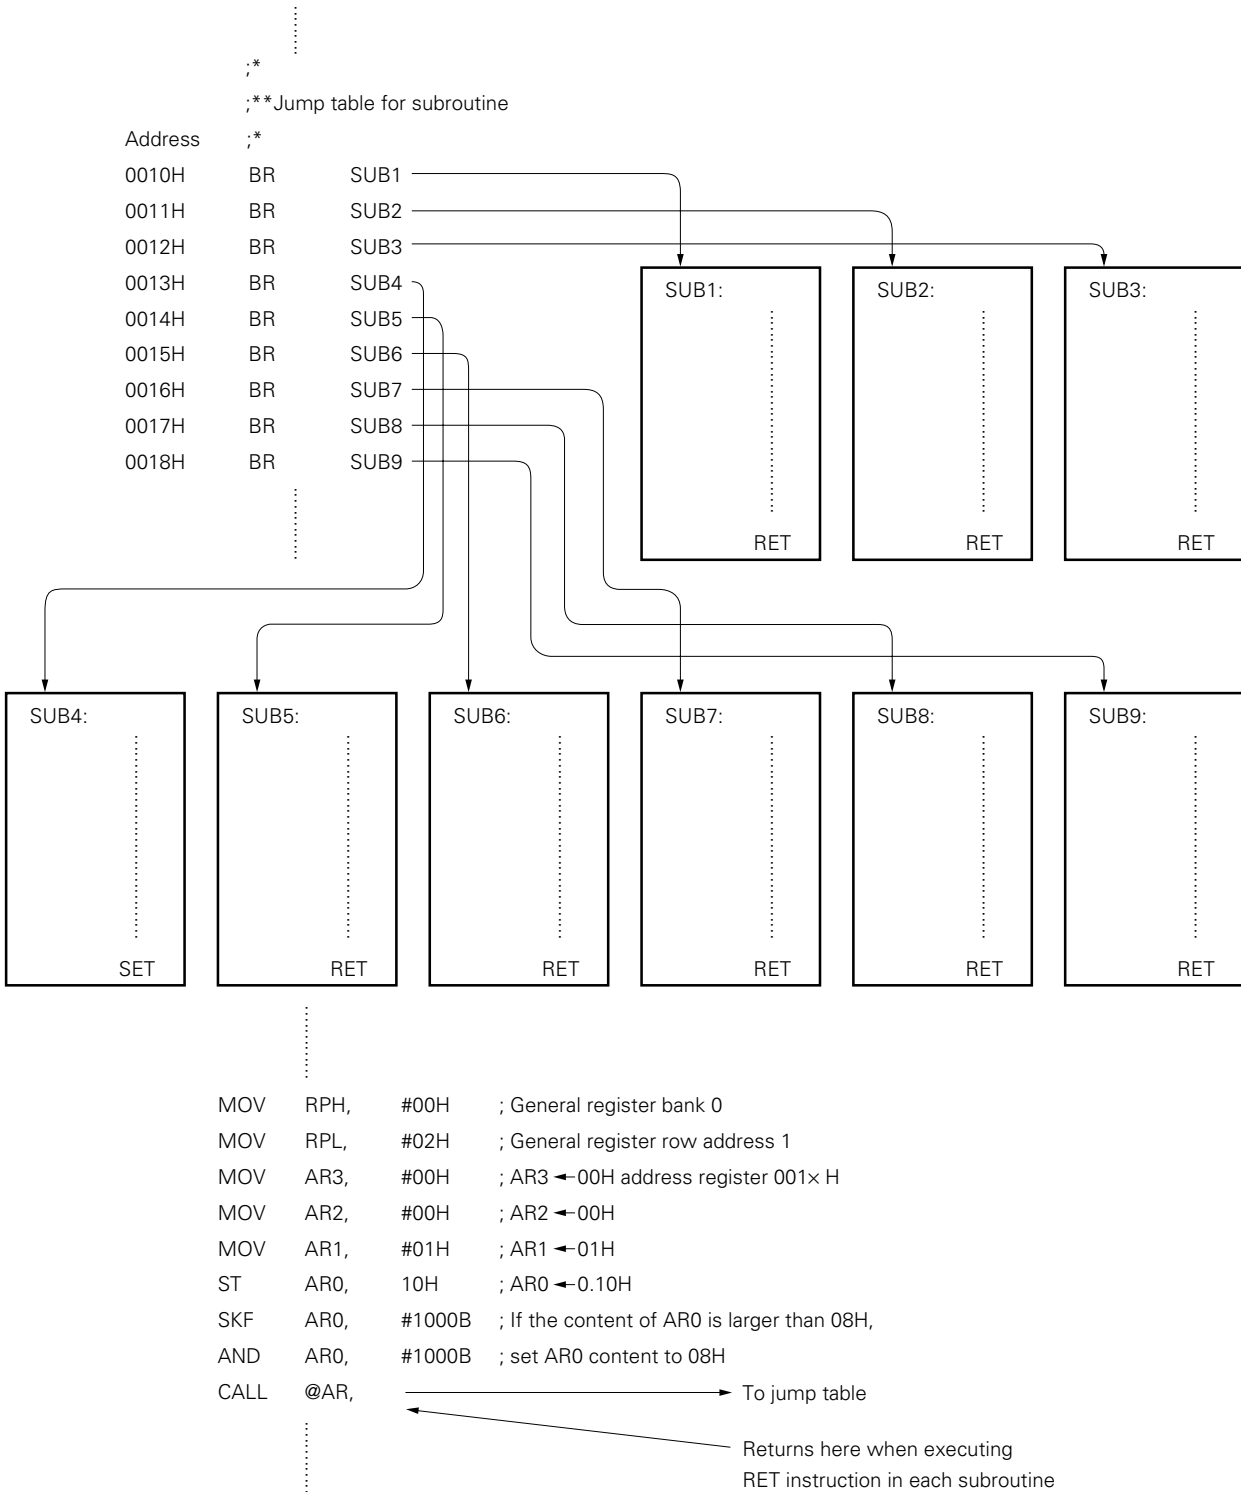 ;*
;**Jump table for subroutine
Address ;*
0010H BR SUB1
0011H BR SUB2
0012H BR SUB3
0013H BR SUB4
0014H BR SUB5
0015H BR SUB6
0016H BR SUB7
0017H BR SUB8
0018H BR SUB9
SUB1:
RET
SUB2:
RET
SUB3:
RET
SUB4:
SET
SUB5:
RET
SUB6:
RET
SUB7:
RET
SUB8:
RET
SUB9:
RET
MOV RPH, #00H ; General register bank 0
MOV RPL, #02H ; General register row address 1
MOV AR3, #00H ; AR3 ←00H address register 001× H
MOV AR2, #00H ; AR2 ←00H
MOV AR1, #01H ; AR1 ←01H
ST AR0, 10H ; AR0 ←0.10H
SKF AR0, #1000B ; If the content of AR0 is larger than 08H,
AND AR0, #1000B ; set AR0 content to 08H
CALL @AR, To jump table
Returns here when executing
RET instruction in each subroutine